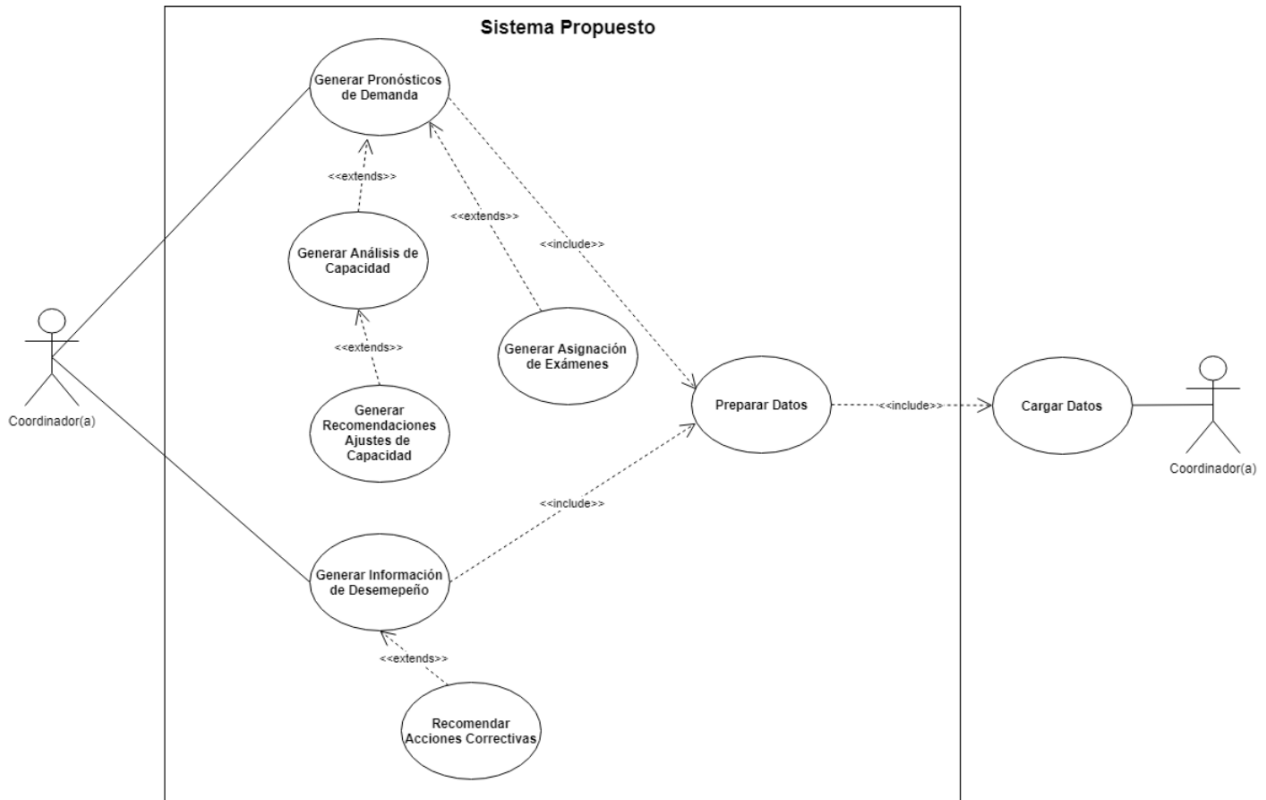 Sistema Propuesto
Generar Pronósticos
de Demanda
<<extends>>
<<extends>>
<<include>>
Generar Análisis de
Capacidad
<<extends>>
Generar Asignación
de Exámenes
Generar
Recomendaciones
Ajustes de
Capacidad
Preparar Datos
<<include>>
Cargar Datos
Coordinador(a)
Coordinador(a)
<<include>>
Generar Información
de Desemepeño
<<extends>>
Recomendar
Acciones Correctivas